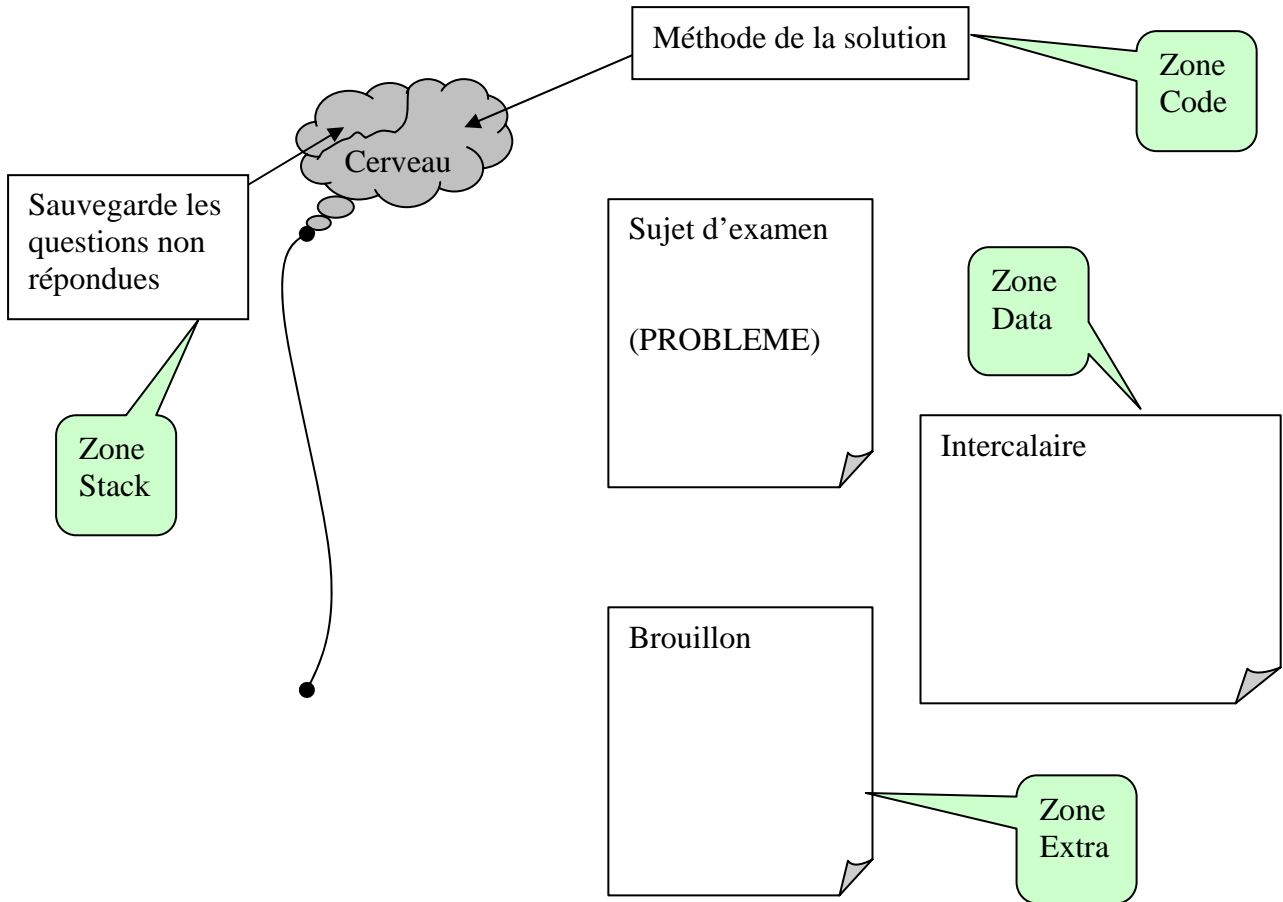 Méthode de la solution
Zone
Code
Cerveau
Sauvegarde les
questions non
répondues
Sujet d’examen
(PROBLEME)
Zone
Data
Zone
Stack
Intercalaire
Brouillon
Zone
Extra